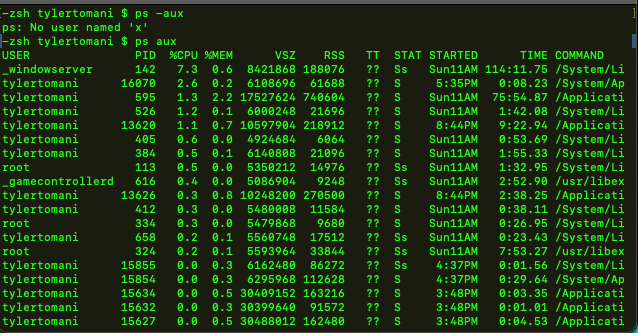 [-zsh tylertomani $ ps -aux ]
ps: No user named 'x'
[-zsh tylertomani $ ps aux ]
USER PID %CPU %MEM VSZ RSS TT STAT STARTED TIME COMMAND
_windowserver 142 7.3 0.6 8421868 188076 ?? Ss Sun11AM 114:11.75 /System/Li
tylertomani 16070 2.6 0.2 6108696 61688 ?? S 5:35PM 0:08.23 /System/Ap
tylertomani 595 1.3 2.2 17527624 740604 ?? S Sun11AM 75:54.87 /Applicati
tylertomani 526 1.2 0.1 6000248 21696 ?? S Sun11AM 1:42.08 /System/Li
tylertomani 13620 1.1 0.7 10597904 218912 ?? S 8:44PM 9:22.94 /Applicati
tylertomani 405 0.6 0.0 4924684 6064 ?? S Sun11AM 0:53.69 /System/Li
tylertomani 384 0.5 0.1 6140808 21096 ?? S Sun11AM 1:55.33 /System/Li
root 113 0.5 0.0 5350212 14976 ?? Ss Sun11AM 1:32.95 /System/Li
_gamecontrollerd 616 0.4 0.0 5086904 9248 ?? Ss Sun11AM 2:52.90 /usr/libex
tylertomani 13626 0.3 0.8 10248200 270500 ?? S 8:44PM 2:38.25 /Applicati
tylertomani 412 0.3 0.0 5480008 11584 ?? S Sun11AM 0:38.11 /System/Li
root 334 0.3 0.0 5479868 9680 ?? S Sun11AM 0:26.95 /System/Li
tylertomani 658 0.2 0.1 5560748 17512 ?? Ss Sun11AM 0:23.43 /System/Li
root 324 0.2 0.1 5593964 33844 ?? Ss Sun11AM 7:53.27 /usr/libex
tylertomani 15855 0.0 0.3 6162480 86272 ?? Ss 4:37PM 0:01.56 /System/Li
tylertomani 15854 0.0 0.3 6295968 112628 ?? S 4:37PM 0:29.64 /System/Ap
tylertomani 15634 0.0 0.5 30409152 163216 ?? S 3:48PM 0:03.35 /Applicati
tylertomani 15632 0.0 0.3 30399640 91572 ?? S 3:48PM 0:01.01 /Applicati
tylertomani 15627 0.0 0.5 30488012 162480 ?? S 3:48PM 0:04.53 /Applicati